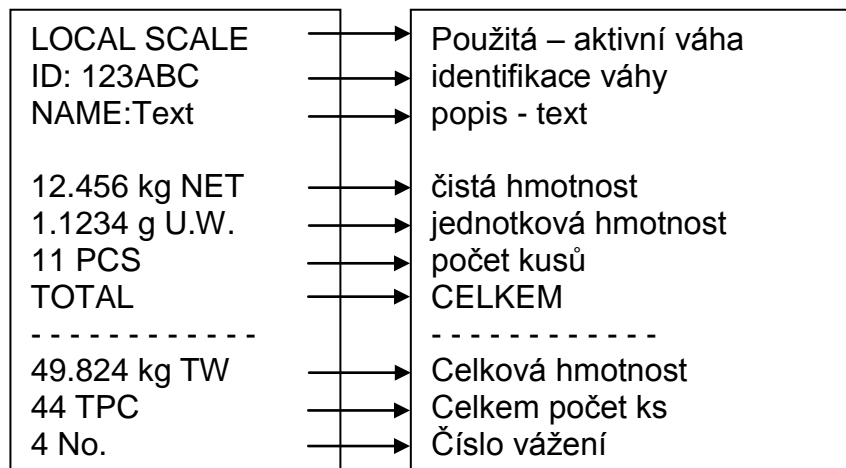 LOCAL SCALE
ID: 123ABC
NAME:Text
12.456 kg NET
1.1234 g U.W.
11 PCS
TOTAL
- - - - - - - - - - - -
49.824 kg TW
44 TPC
4 No.
Použitá – aktivní váha
identifikace váhy
popis - text
čistá hmotnost
jednotková hmotnost
počet kusů
CELKEM
- - - - - - - - - - - -
Celková hmotnost
Celkem počet ks
Číslo vážení